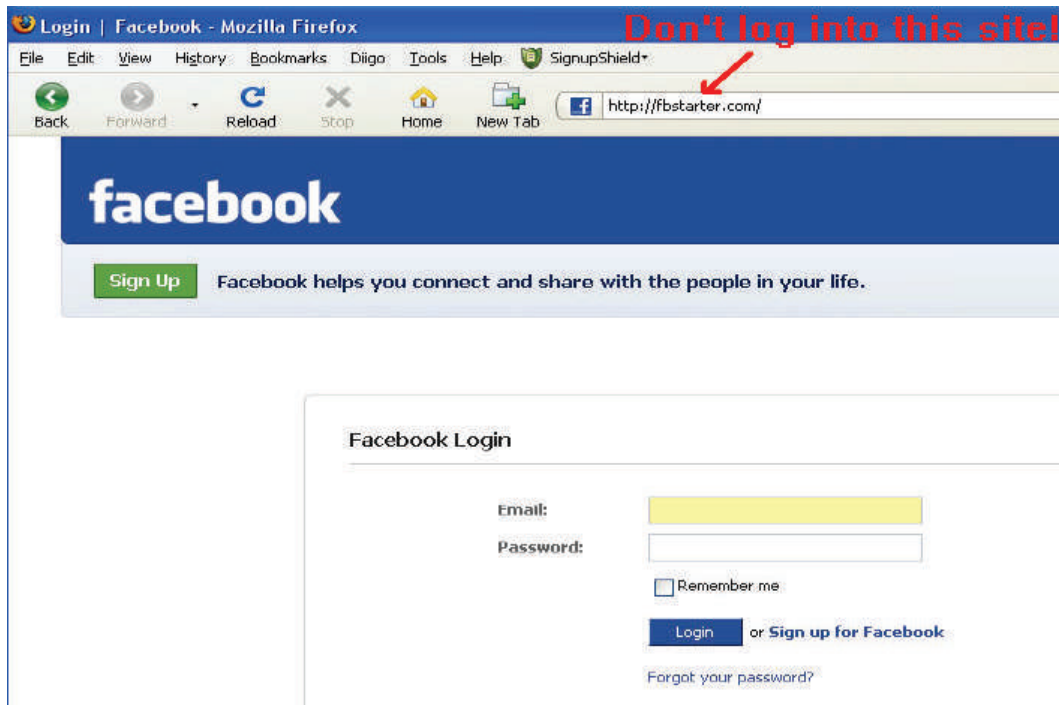 Login | Facebook - Mozilla Firefox
Don't log into this site!
File Edit View History Bookmarks Diigo Tools Help SignupShield
Back Forward Reload Stop Home New Tab http://fbstarter.com/
facebook
Sign Up Facebook helps you connect and share with the people in your life.
Facebook Login
Email:
Password:
Remember me
Login or Sign up for Facebook
Forgot your password?